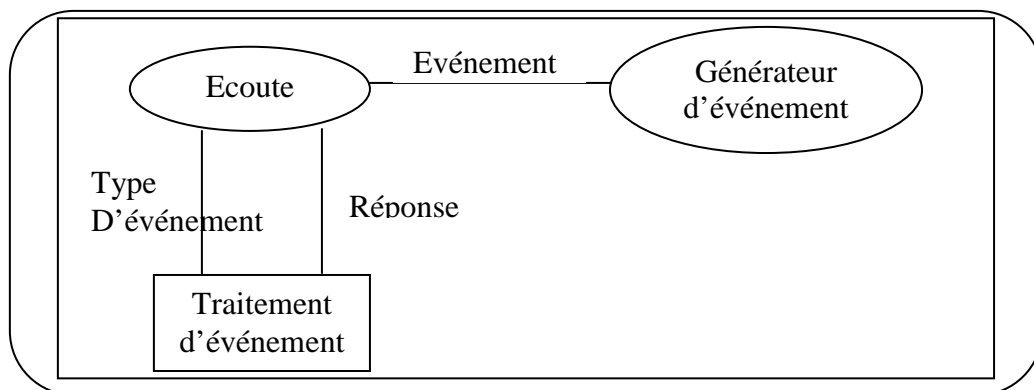 Evénement
Ecoute
Générateur
d’événement
Type
D’événement
Réponse
Traitement
d’événement